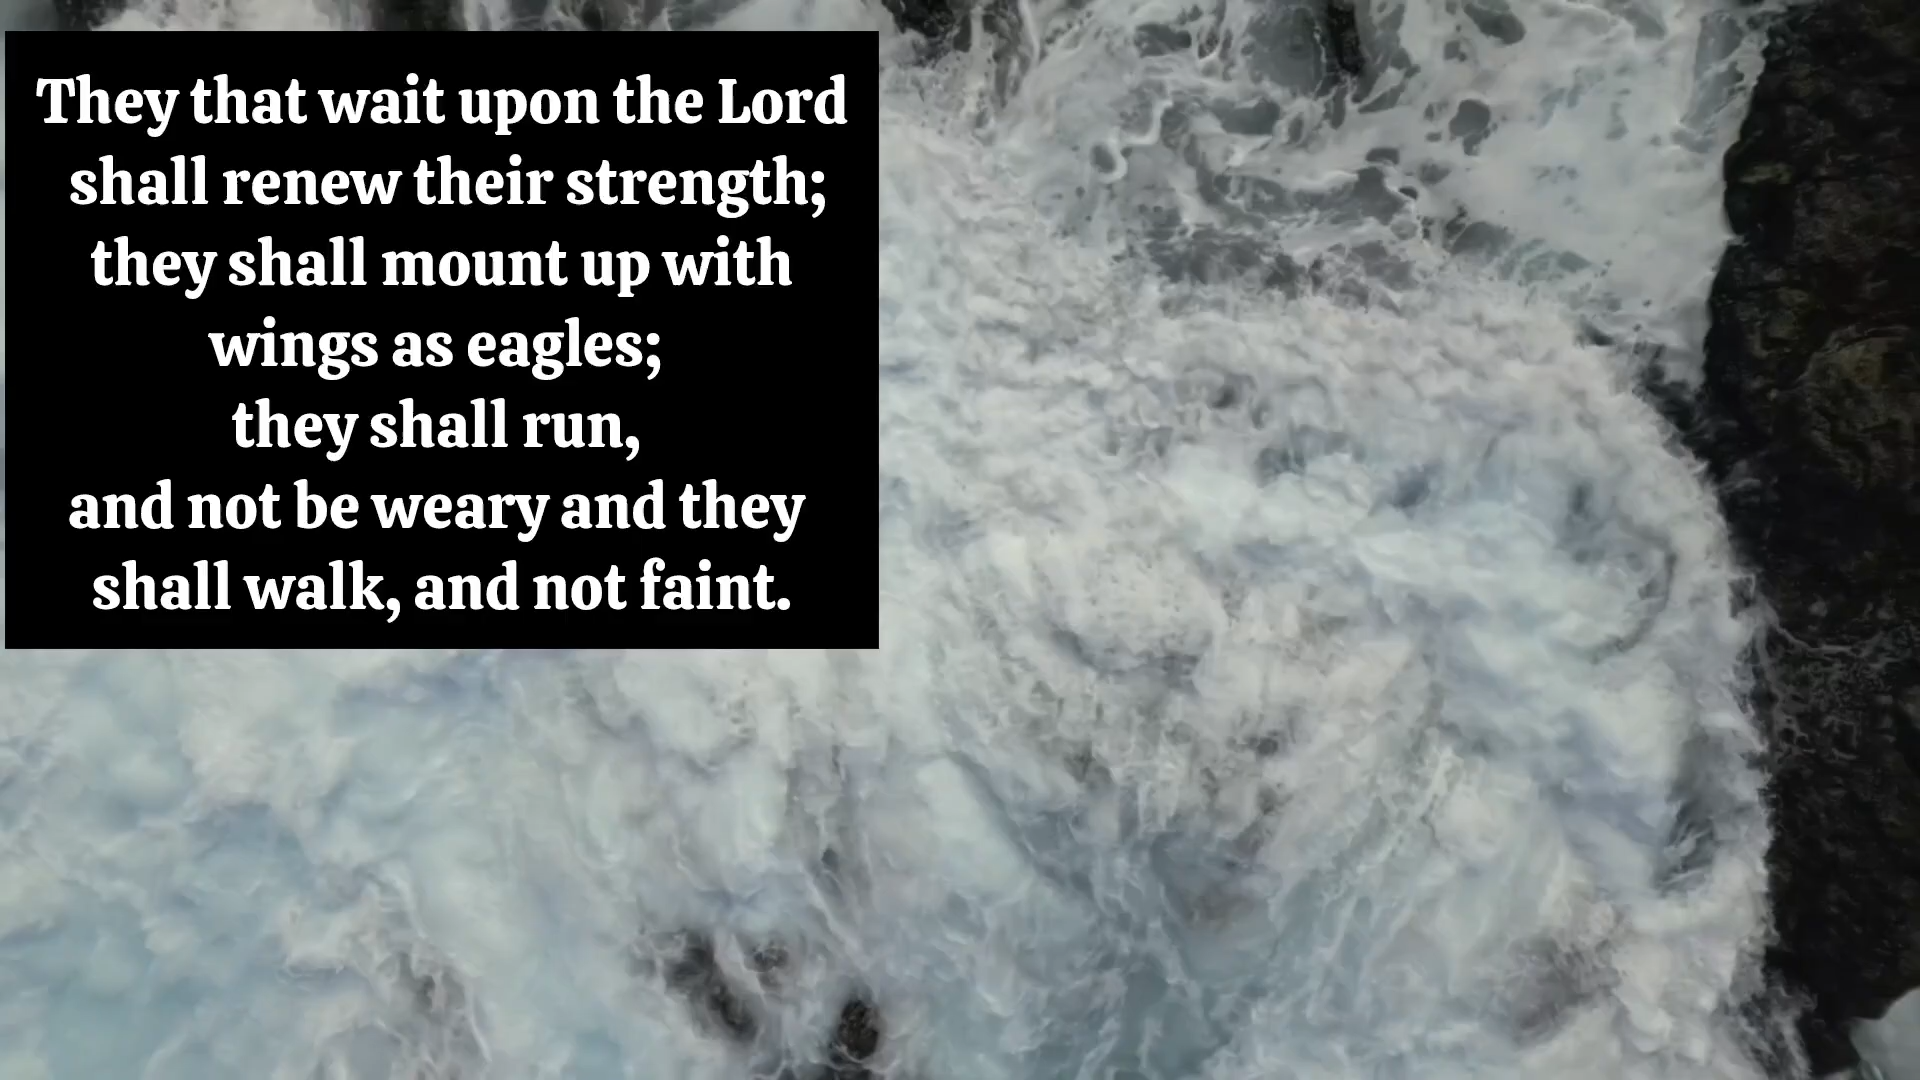 They that wait upon the Lord
shall renew their strength;
they shall mount up with
wings as eagles;
they shall run,
and not be weary and they
shall walk, and not faint.